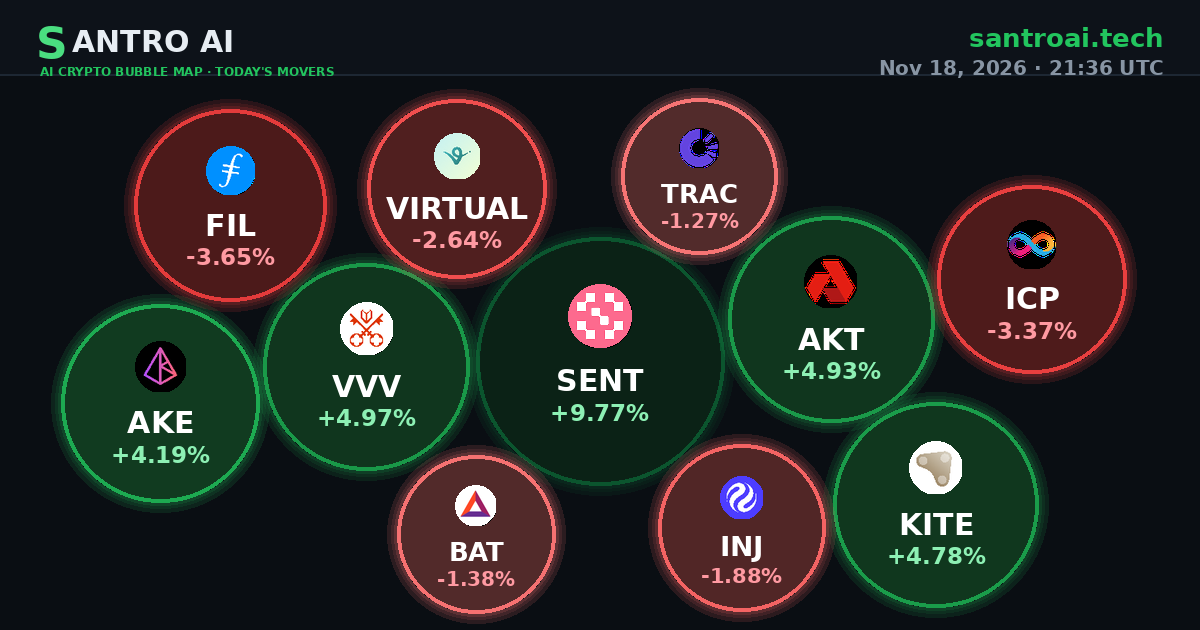 SANTRO AI
AI CRYPTO BUBBLE MAP · TODAY'S MOVERS
santroai.tech
Nov 18, 2026 · 21:36 UTC
FIL
-3.65%
VIRTUAL
-2.64%
TRAC
-1.27%
ICP
-3.37%
AKE
+4.19%
VVV
+4.97%
SENT
+9.77%
AKT
+4.93%
BAT
-1.38%
INJ
-1.88%
KITE
+4.78%